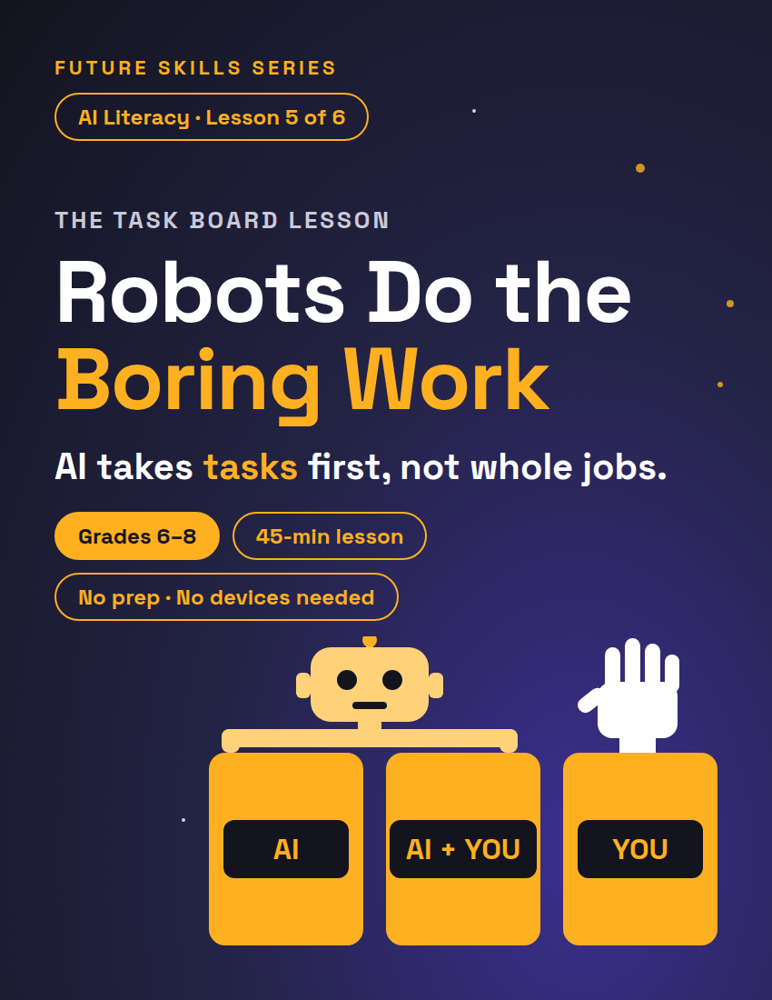 FUTURE SKILLS SERIES
AI Literacy · Lesson 5 of 6
THE TASK BOARD LESSON
Robots Do the
Boring Work
AI takes tasks first, not whole jobs.
Grades 6–8
45-min lesson
No prep · No devices needed
AI
AI + YOU
YOU